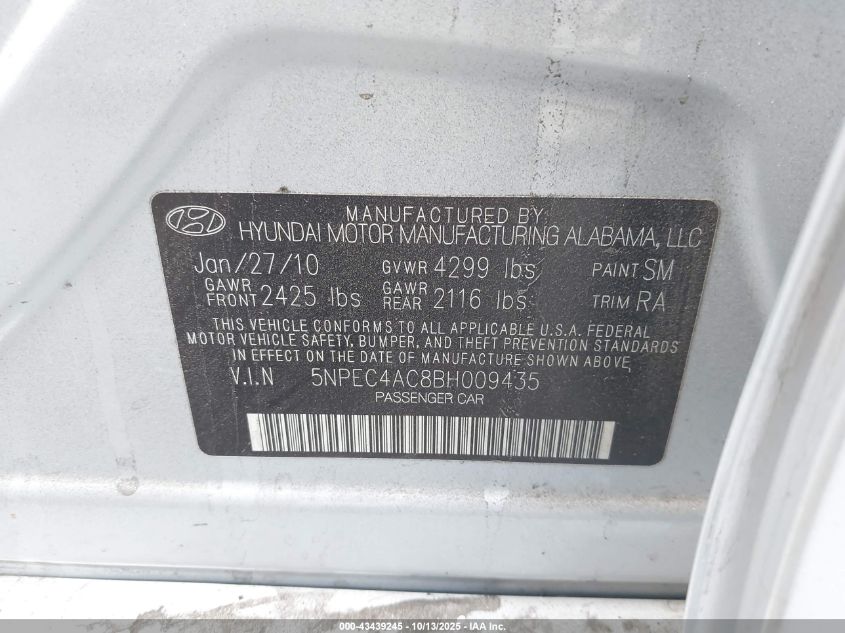 MANUFACTURED BY:
HYUNDAI MOTOR MANUFACTURING ALABAMA, LLC
Jan/27/10 GVWR 4299 lbs PAINT SM
GAWR FRONT 2425 lbs GAWR REAR 2116 lbs TRIM RA
THIS VEHICLE CONFORMS TO ALL APPLICABLE U.S.A. FEDERAL
MOTOR VEHICLE SAFETY, BUMPER, AND THEFT PREVENTION STANDARDS
IN EFFECT ON THE DATE OF MANUFACTURE SHOWN ABOVE.
V.I.N 5NPEC4AC8BH009435
PASSENGER CAR
000-43439245 - 10/13/2025 - IAA Inc.